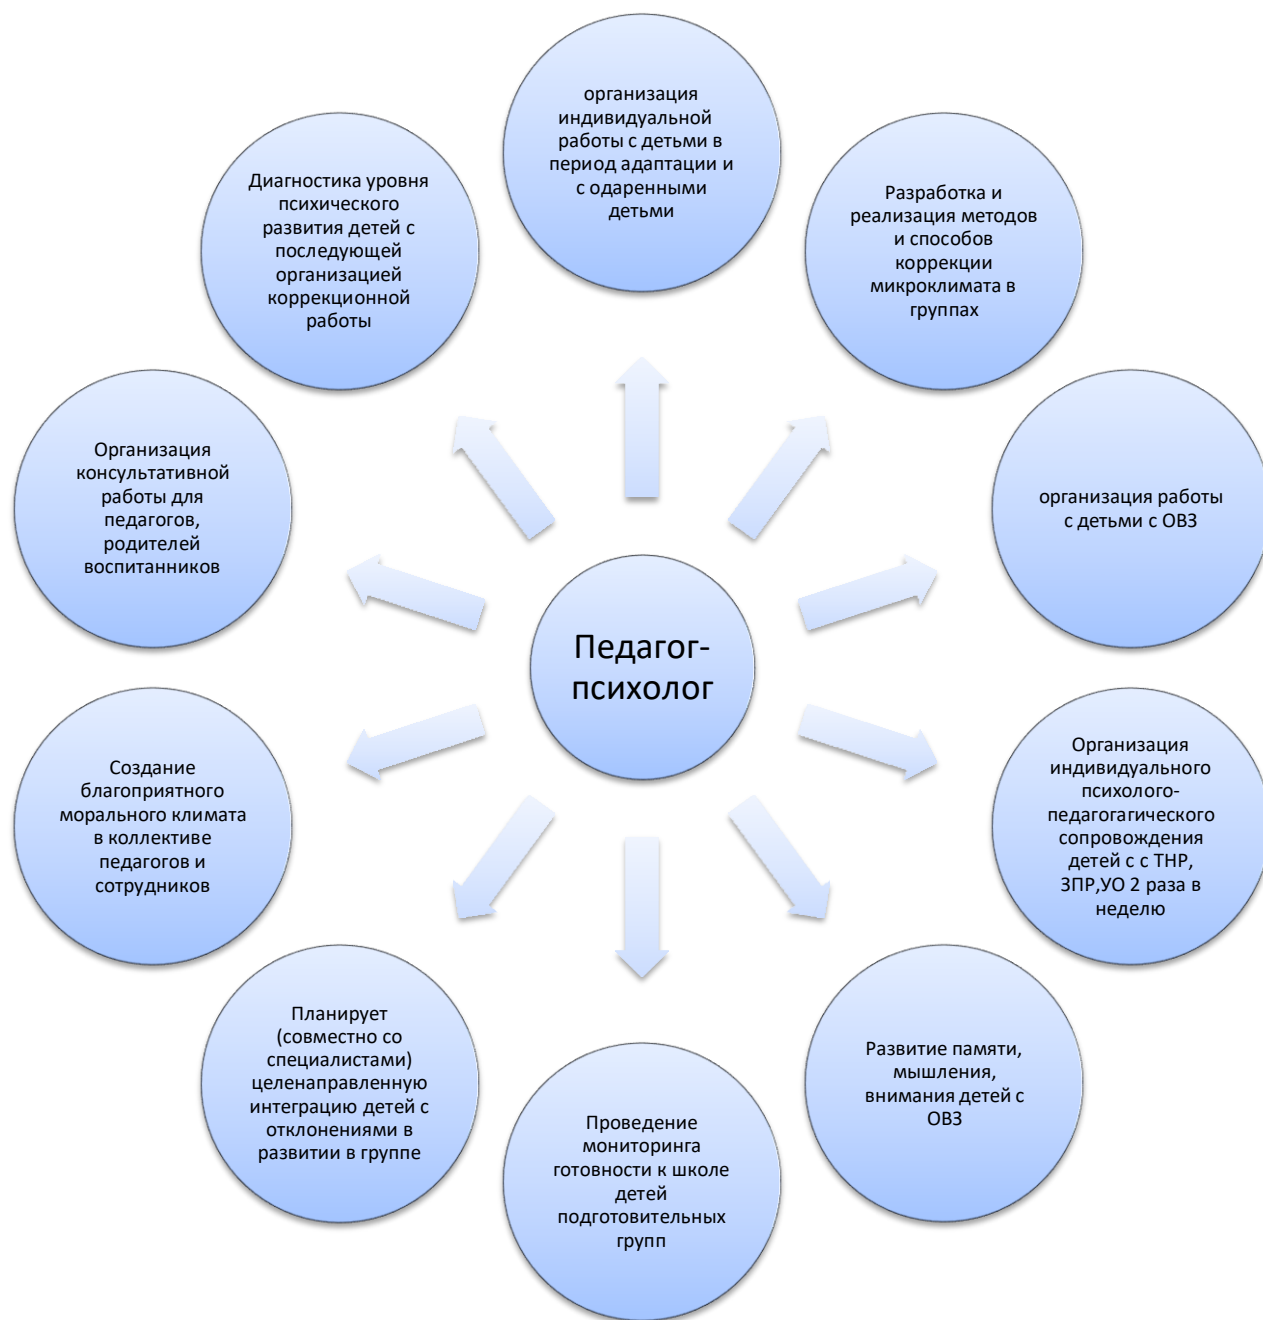 организация
индивидуальной
работы с детьми в
период адаптации и
с одаренными
детьми
Разработка и
реализация методов
и способов
коррекции
микроклимата в
группах
организация работы
с детьми с ОВЗ
Организация
индивидуального
психолого-
педагогагического
сопровождения
детей с с ТНР,
ЗПР,УО 2 раза в
неделю
Развитие памяти,
мышления,
внимания детей с
ОВЗ
Проведение
мониторинга
готовности к школе
детей
подготовительных
групп
Планирует
(совместно со
специалистами)
целенаправленную
интеграцию детей с
отклонениями в
развитии в группе
Создание
благоприятного
морального климата
в коллективе
педагогов и
сотрудников
Организация
консультативной
работы для
педагогов,
родителей
воспитанников
Диагностика уровня
психического
развития детей с
последующей
организацией
коррекционной
работы
Педагог-
психолог